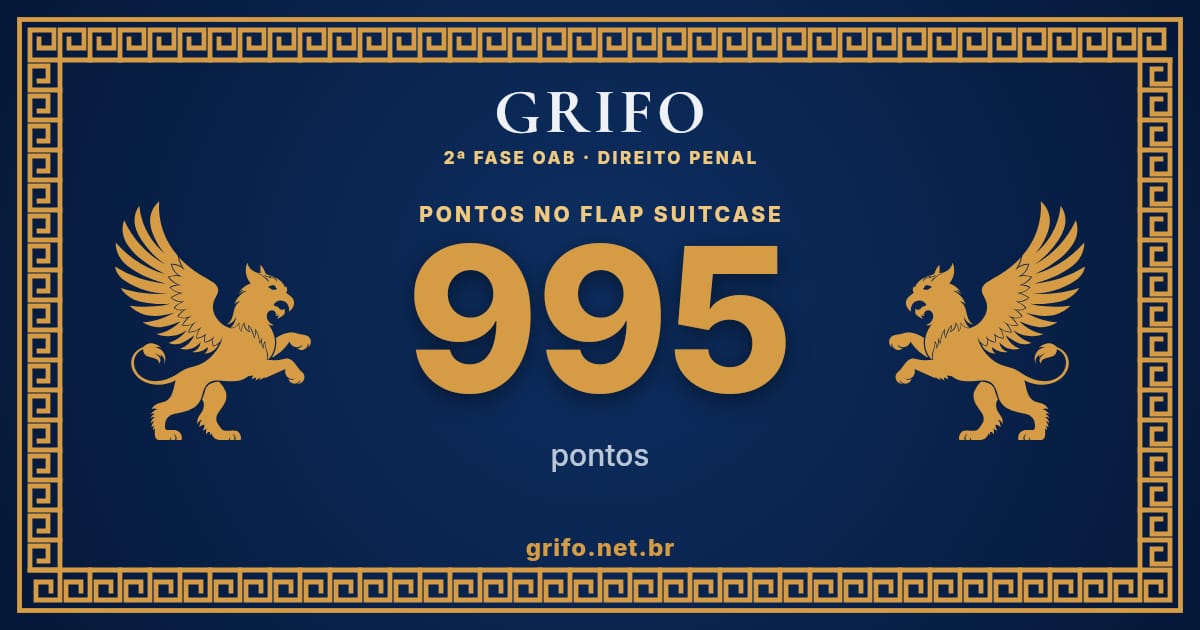 GRIFO
2ª FASE OAB · DIREITO PENAL
PONTOS NO FLAP SUITCASE
995
pontos
grifo.net.br